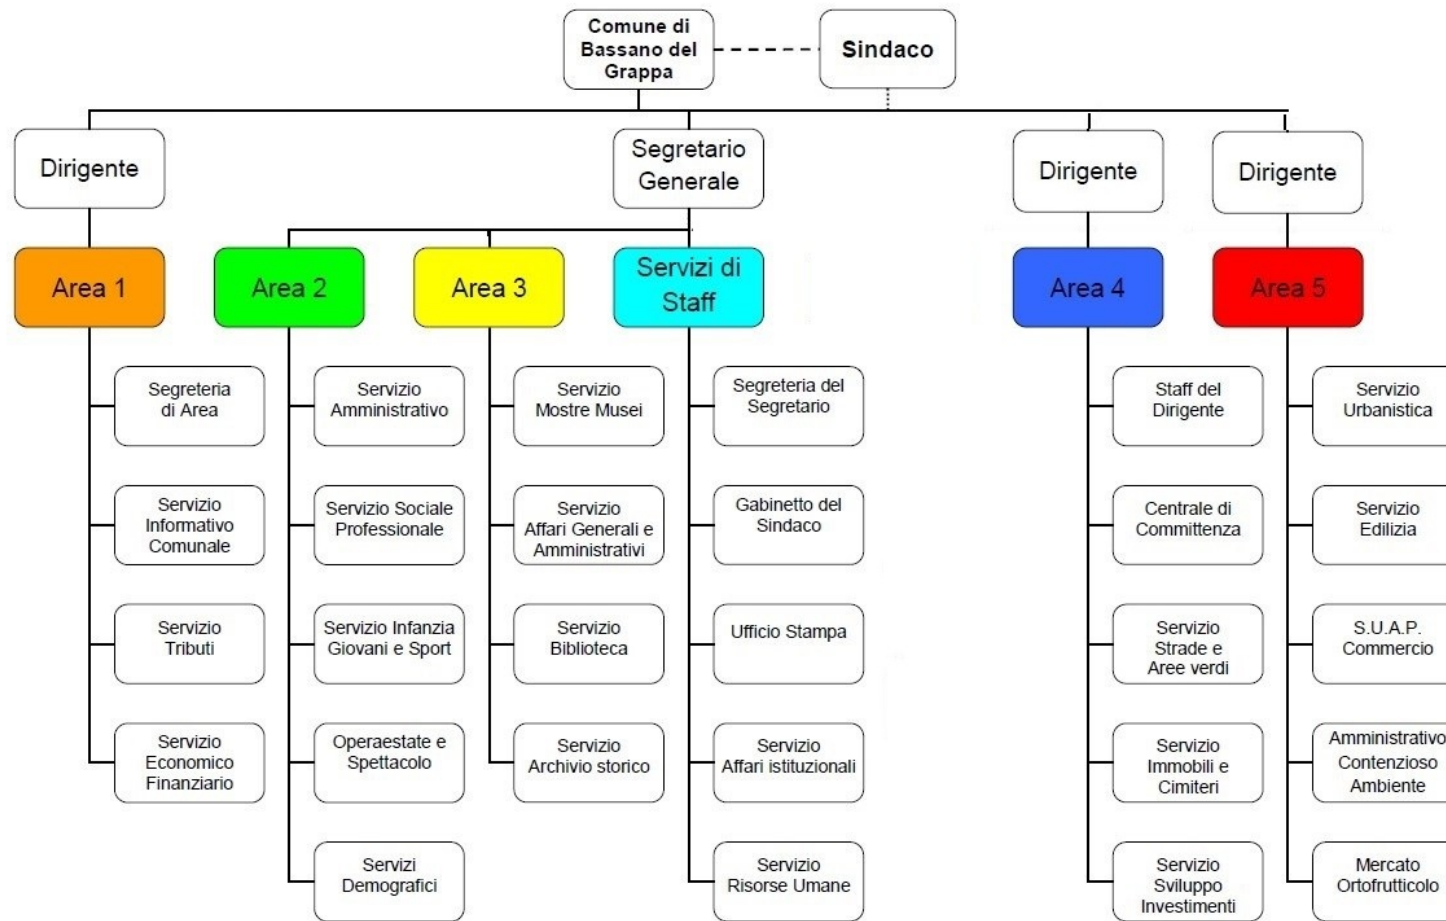 Comune di
Bassano del
Grappa
Sindaco
Dirigente
Segretario
Generale
Dirigente
Dirigente
Area 1
Area 2
Area 3
Servizi di
Staff
Area 4
Area 5
Segreteria
di Area
Servizio
Informativo
Comunale
Servizio
Tributi
Servizio
Economico
Finanziario
Servizio
Amministrativo
Servizio Sociale
Professionale
Servizio Infanzia
Giovani e Sport
Operaestate e
Spettacolo
Servizi
Demografici
Servizio
Mostre Musei
Servizio
Affari Generali e
Amministrativi
Servizio
Biblioteca
Servizio
Archivio storico
Segreteria del
Segretario
Gabinetto del
Sindaco
Ufficio Stampa
Servizio
Affari istituzionali
Servizio
Risorse Umane
Staff del
Dirigente
Centrale di
Committenza
Servizio
Strade e
Aree verdi
Servizio
Immobili e
Cimiteri
Servizio
Sviluppo
Investimenti
Servizio
Urbanistica
Servizio
Edilizia
S.U.A.P.
Commercio
Amministrativo
Contenzioso
Ambiente
Mercato
Ortofrutticolo